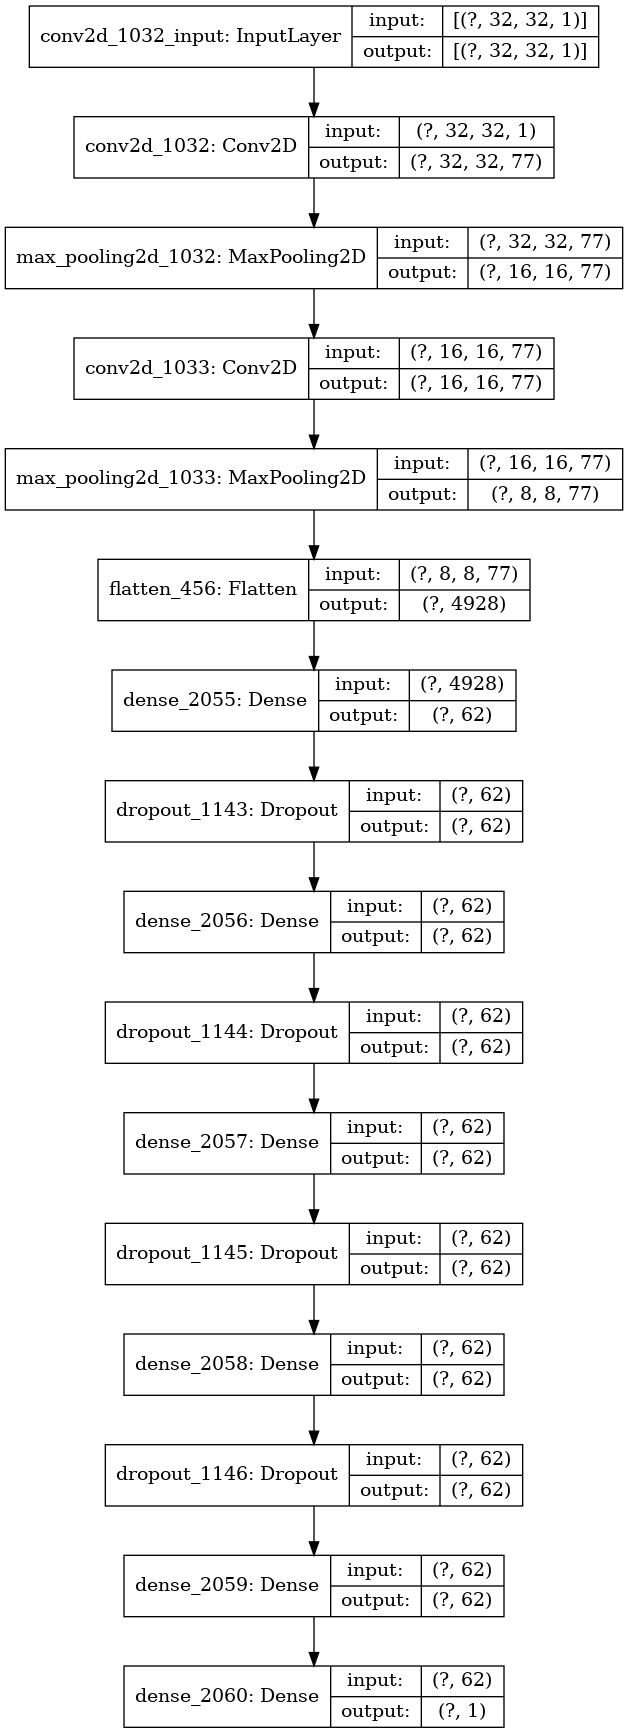 conv2d_1032_input: InputLayer input: [(?, 32, 32, 1)]
output: [(?, 32, 32, 1)]
conv2d_1032: Conv2D input: (?, 32, 32, 1)
output: (?, 32, 32, 77)
max_pooling2d_1032: MaxPooling2D input: (?, 32, 32, 77)
output: (?, 16, 16, 77)
conv2d_1033: Conv2D input: (?, 16, 16, 77)
output: (?, 16, 16, 77)
max_pooling2d_1033: MaxPooling2D input: (?, 16, 16, 77)
output: (?, 8, 8, 77)
flatten_456: Flatten input: (?, 8, 8, 77)
output: (?, 4928)
dense_2055: Dense input: (?, 4928)
output: (?, 62)
dropout_1143: Dropout input: (?, 62)
output: (?, 62)
dense_2056: Dense input: (?, 62)
output: (?, 62)
dropout_1144: Dropout input: (?, 62)
output: (?, 62)
dense_2057: Dense input: (?, 62)
output: (?, 62)
dropout_1145: Dropout input: (?, 62)
output: (?, 62)
dense_2058: Dense input: (?, 62)
output: (?, 62)
dropout_1146: Dropout input: (?, 62)
output: (?, 62)
dense_2059: Dense input: (?, 62)
output: (?, 62)
dense_2060: Dense input: (?, 62)
output: (?, 1)